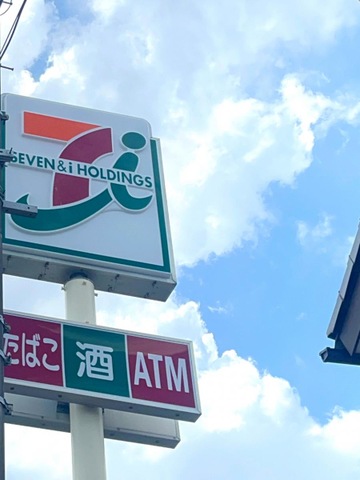 SEVEN & i HOLDINGS
たばこ 酒 ATM